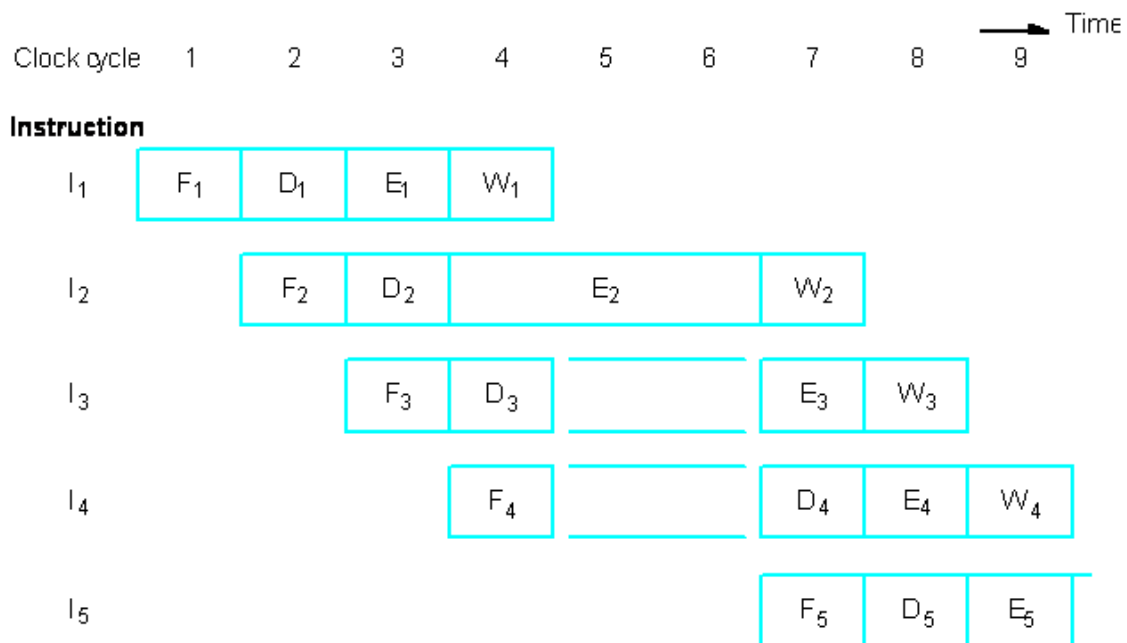 Time
Clock cycle 1 2 3 4 5 6 7 8 9
Instruction
I1 F1 D1 E1 W1
I2 F2 D2 E2 W2
I3 F3 D3 E3 W3
I4 F4 D4 E4 W4
I5 F5 D5 E5